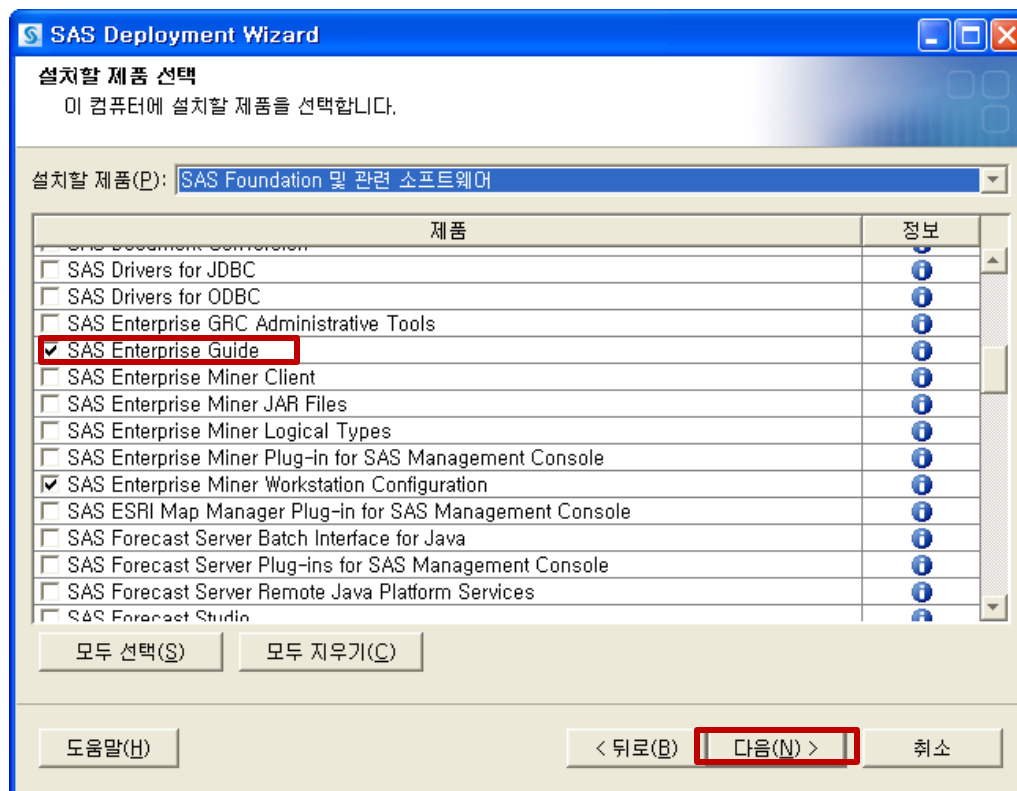 SAS Deployment Wizard
설치할 제품 선택
이 컴퓨터에 설치할 제품을 선택합니다.
설치할 제품(P): SAS Foundation 및 관련 소프트웨어
제품 정보
SAS Document Conversion
SAS Drivers for JDBC
SAS Drivers for ODBC
SAS Enterprise GRC Administrative Tools
SAS Enterprise Guide
SAS Enterprise Miner Client
SAS Enterprise Miner JAR Files
SAS Enterprise Miner Logical Types
SAS Enterprise Miner Plug-in for SAS Management Console
SAS Enterprise Miner Workstation Configuration
SAS ESRI Map Manager Plug-in for SAS Management Console
SAS Forecast Server Batch Interface for Java
SAS Forecast Server Plug-ins for SAS Management Console
SAS Forecast Server Remote Java Platform Services
SAS Forecast Studio
모두 선택(S) 모두 지우기(C)
도움말(H) < 뒤로(B) 다음(N) > 취소